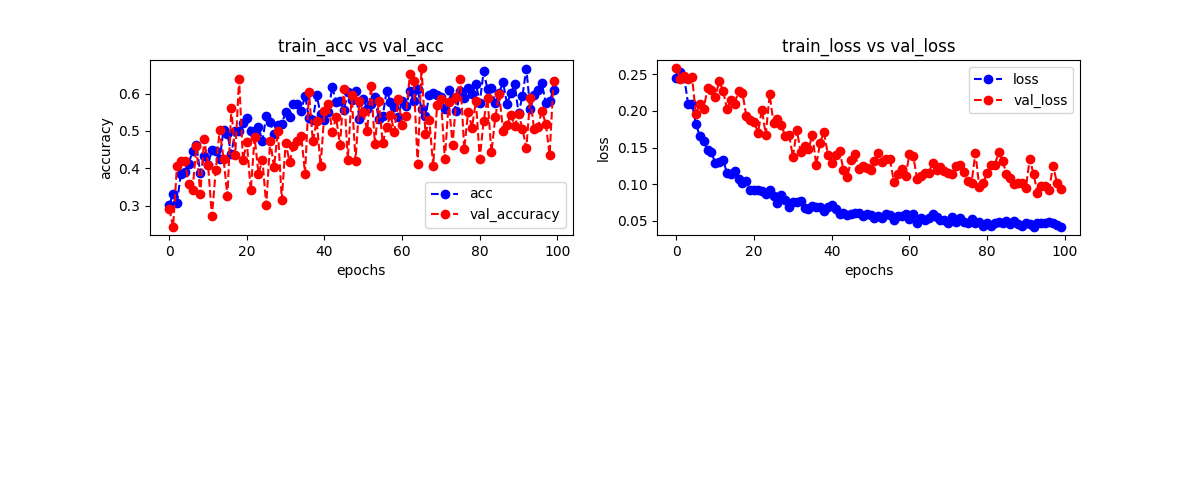 train_acc vs val_acc
accuracy
0.6
0.5
0.4
0.3
acc
val_accuracy
0 20 40 60 80 100
epochs
train_loss vs val_loss
loss
0.25
0.20
0.15
0.10
0.05
loss
val_loss
0 20 40 60 80 100
epochs